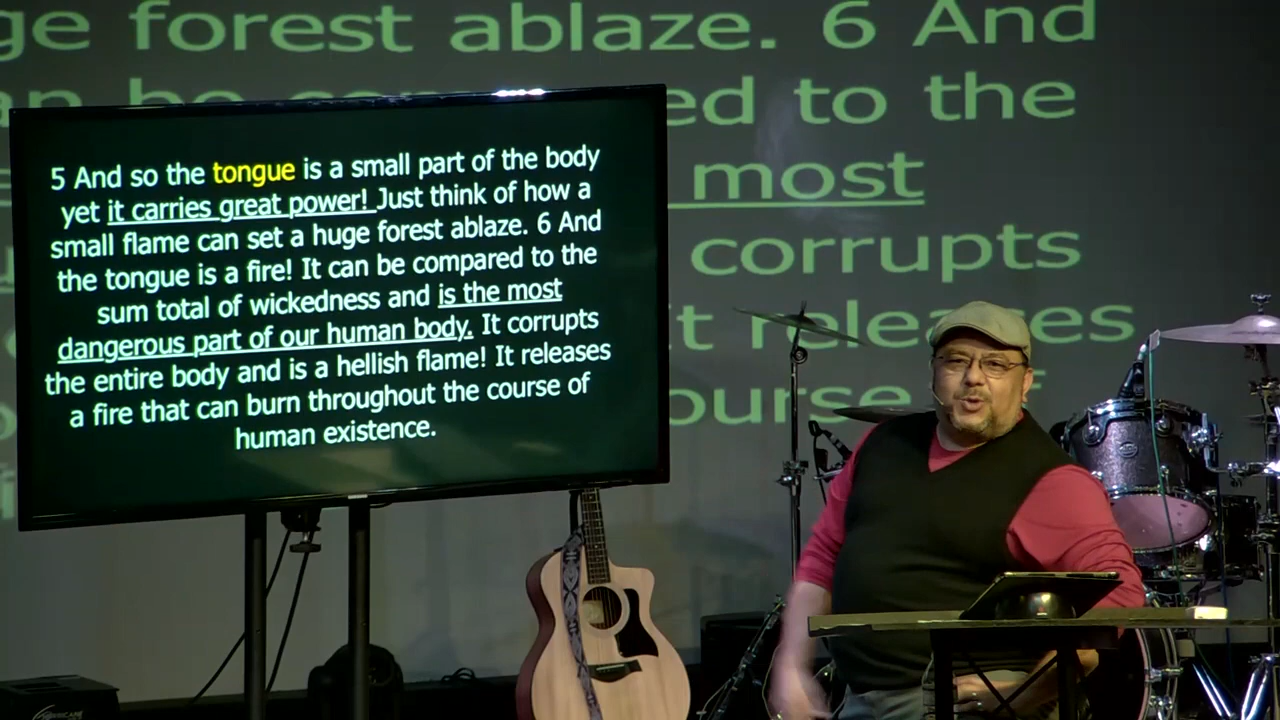 ge forest ablaze. 6 And
ed to the
most
corrupts
t releases
ourse of
5 And so the tongue is a small part of the body
yet it carries great power! Just think of how a
small flame can set a huge forest ablaze. 6 And
the tongue is a fire! It can be compared to the
sum total of wickedness and is the most
dangerous part of our human body. It corrupts
the entire body and is a hellish flame! It releases
a fire that can burn throughout the course of
human existence.